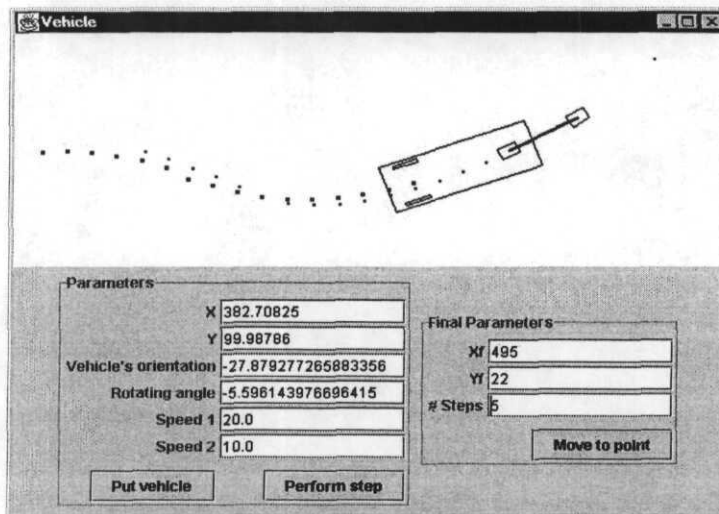 Vehicle
Parameters
X 382.70825
Y 99.98786
Vehicle's orientation -27.879277265883356
Rotating angle -5.596143976696415
Speed 1 20.0
Speed 2 10.0
Put vehicle Perform step
Final Parameters
Xf 495
Yf 22
# Steps 5
Move to point